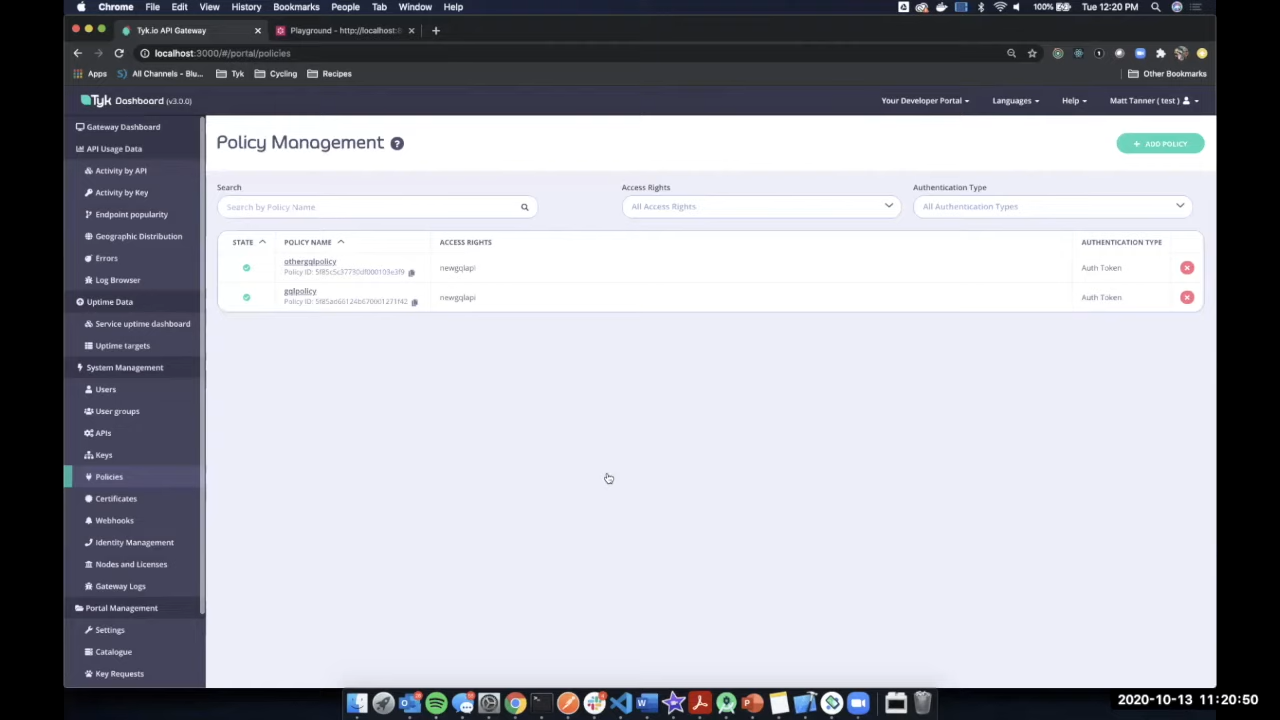 Chrome File Edit View History Bookmarks People Tab Window Help 100% Tue 12:20 PM
Tyk.io API Gateway Playground - http://localhost:
localhost:3000/#/portal/policies
Apps All Channels - Blu... Tyk Cycling Recipes Other Bookmarks
Tyk Dashboard (v3.0.0) Your Developer Portal Languages Help Matt Tanner ( test )
Gateway Dashboard
API Usage Data
Activity by API
Activity by Key
Endpoint popularity
Geographic Distribution
Errors
Log Browser
Uptime Data
Service uptime dashboard
Uptime targets
System Management
Users
User groups
APIs
Keys
Policies
Certificates
Webhooks
Identity Management
Nodes and Licenses
Gateway Logs
Portal Management
Settings
Catalogue
Key Requests
Policy Management ?
+ ADD POLICY
Search Access Rights Authentication Type
Search by Policy Name All Access Rights All Authentication Types
STATE POLICY NAME ACCESS RIGHTS AUTHENTICATION TYPE
othergqlpolicy newgqlapi Auth Token
Policy ID:
gqlpolicy newgqlapi Auth Token
Policy ID:
2020-10-13 11:20:50